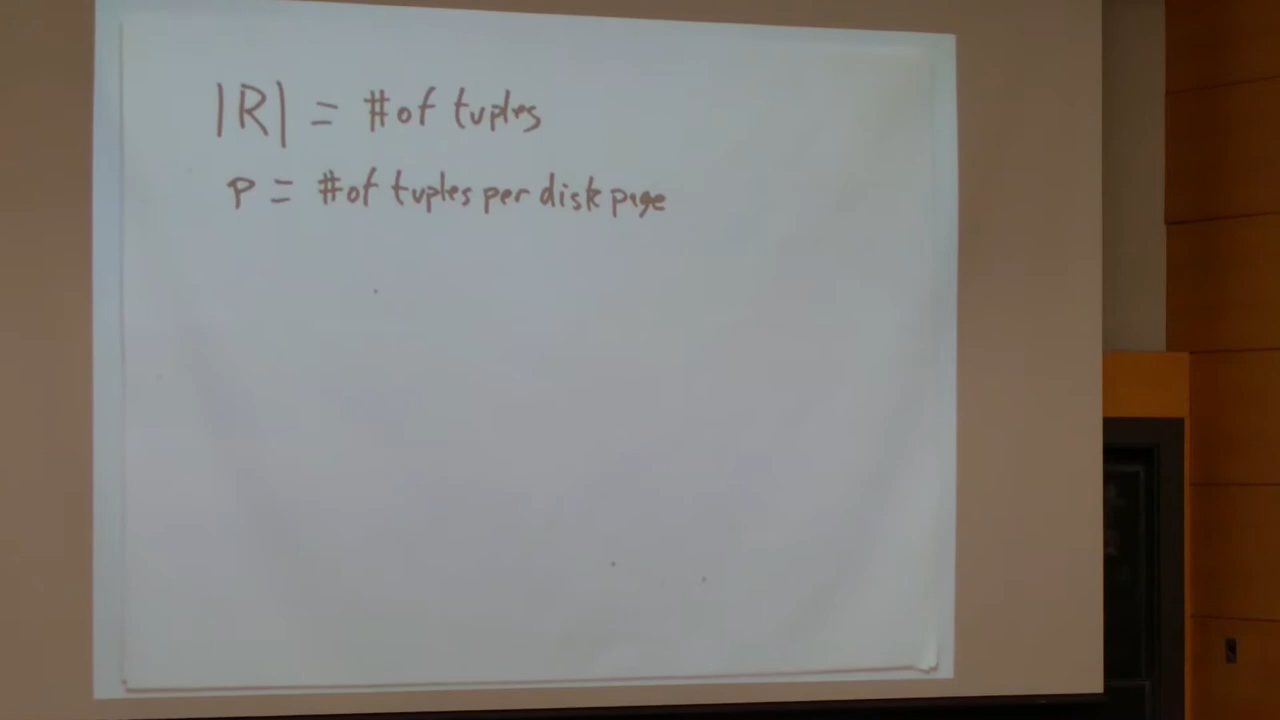 |R| = # of tuples
P = # of tuples per disk page